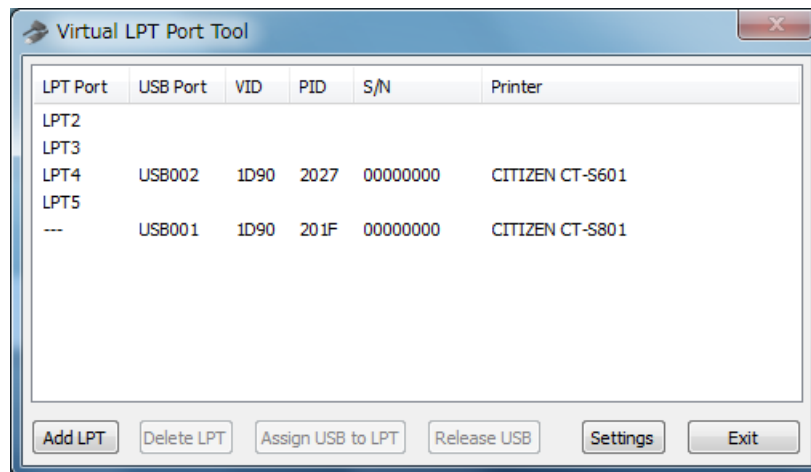 Virtual LPT Port Tool
LPT Port USB Port VID PID S/N Printer
LPT2
LPT3
LPT4 USB002 1D90 2027 00000000 CITIZEN CT-S601
LPT5
--- USB001 1D90 201F 00000000 CITIZEN CT-S801
Add LPT Delete LPT Assign USB to LPT Release USB Settings Exit